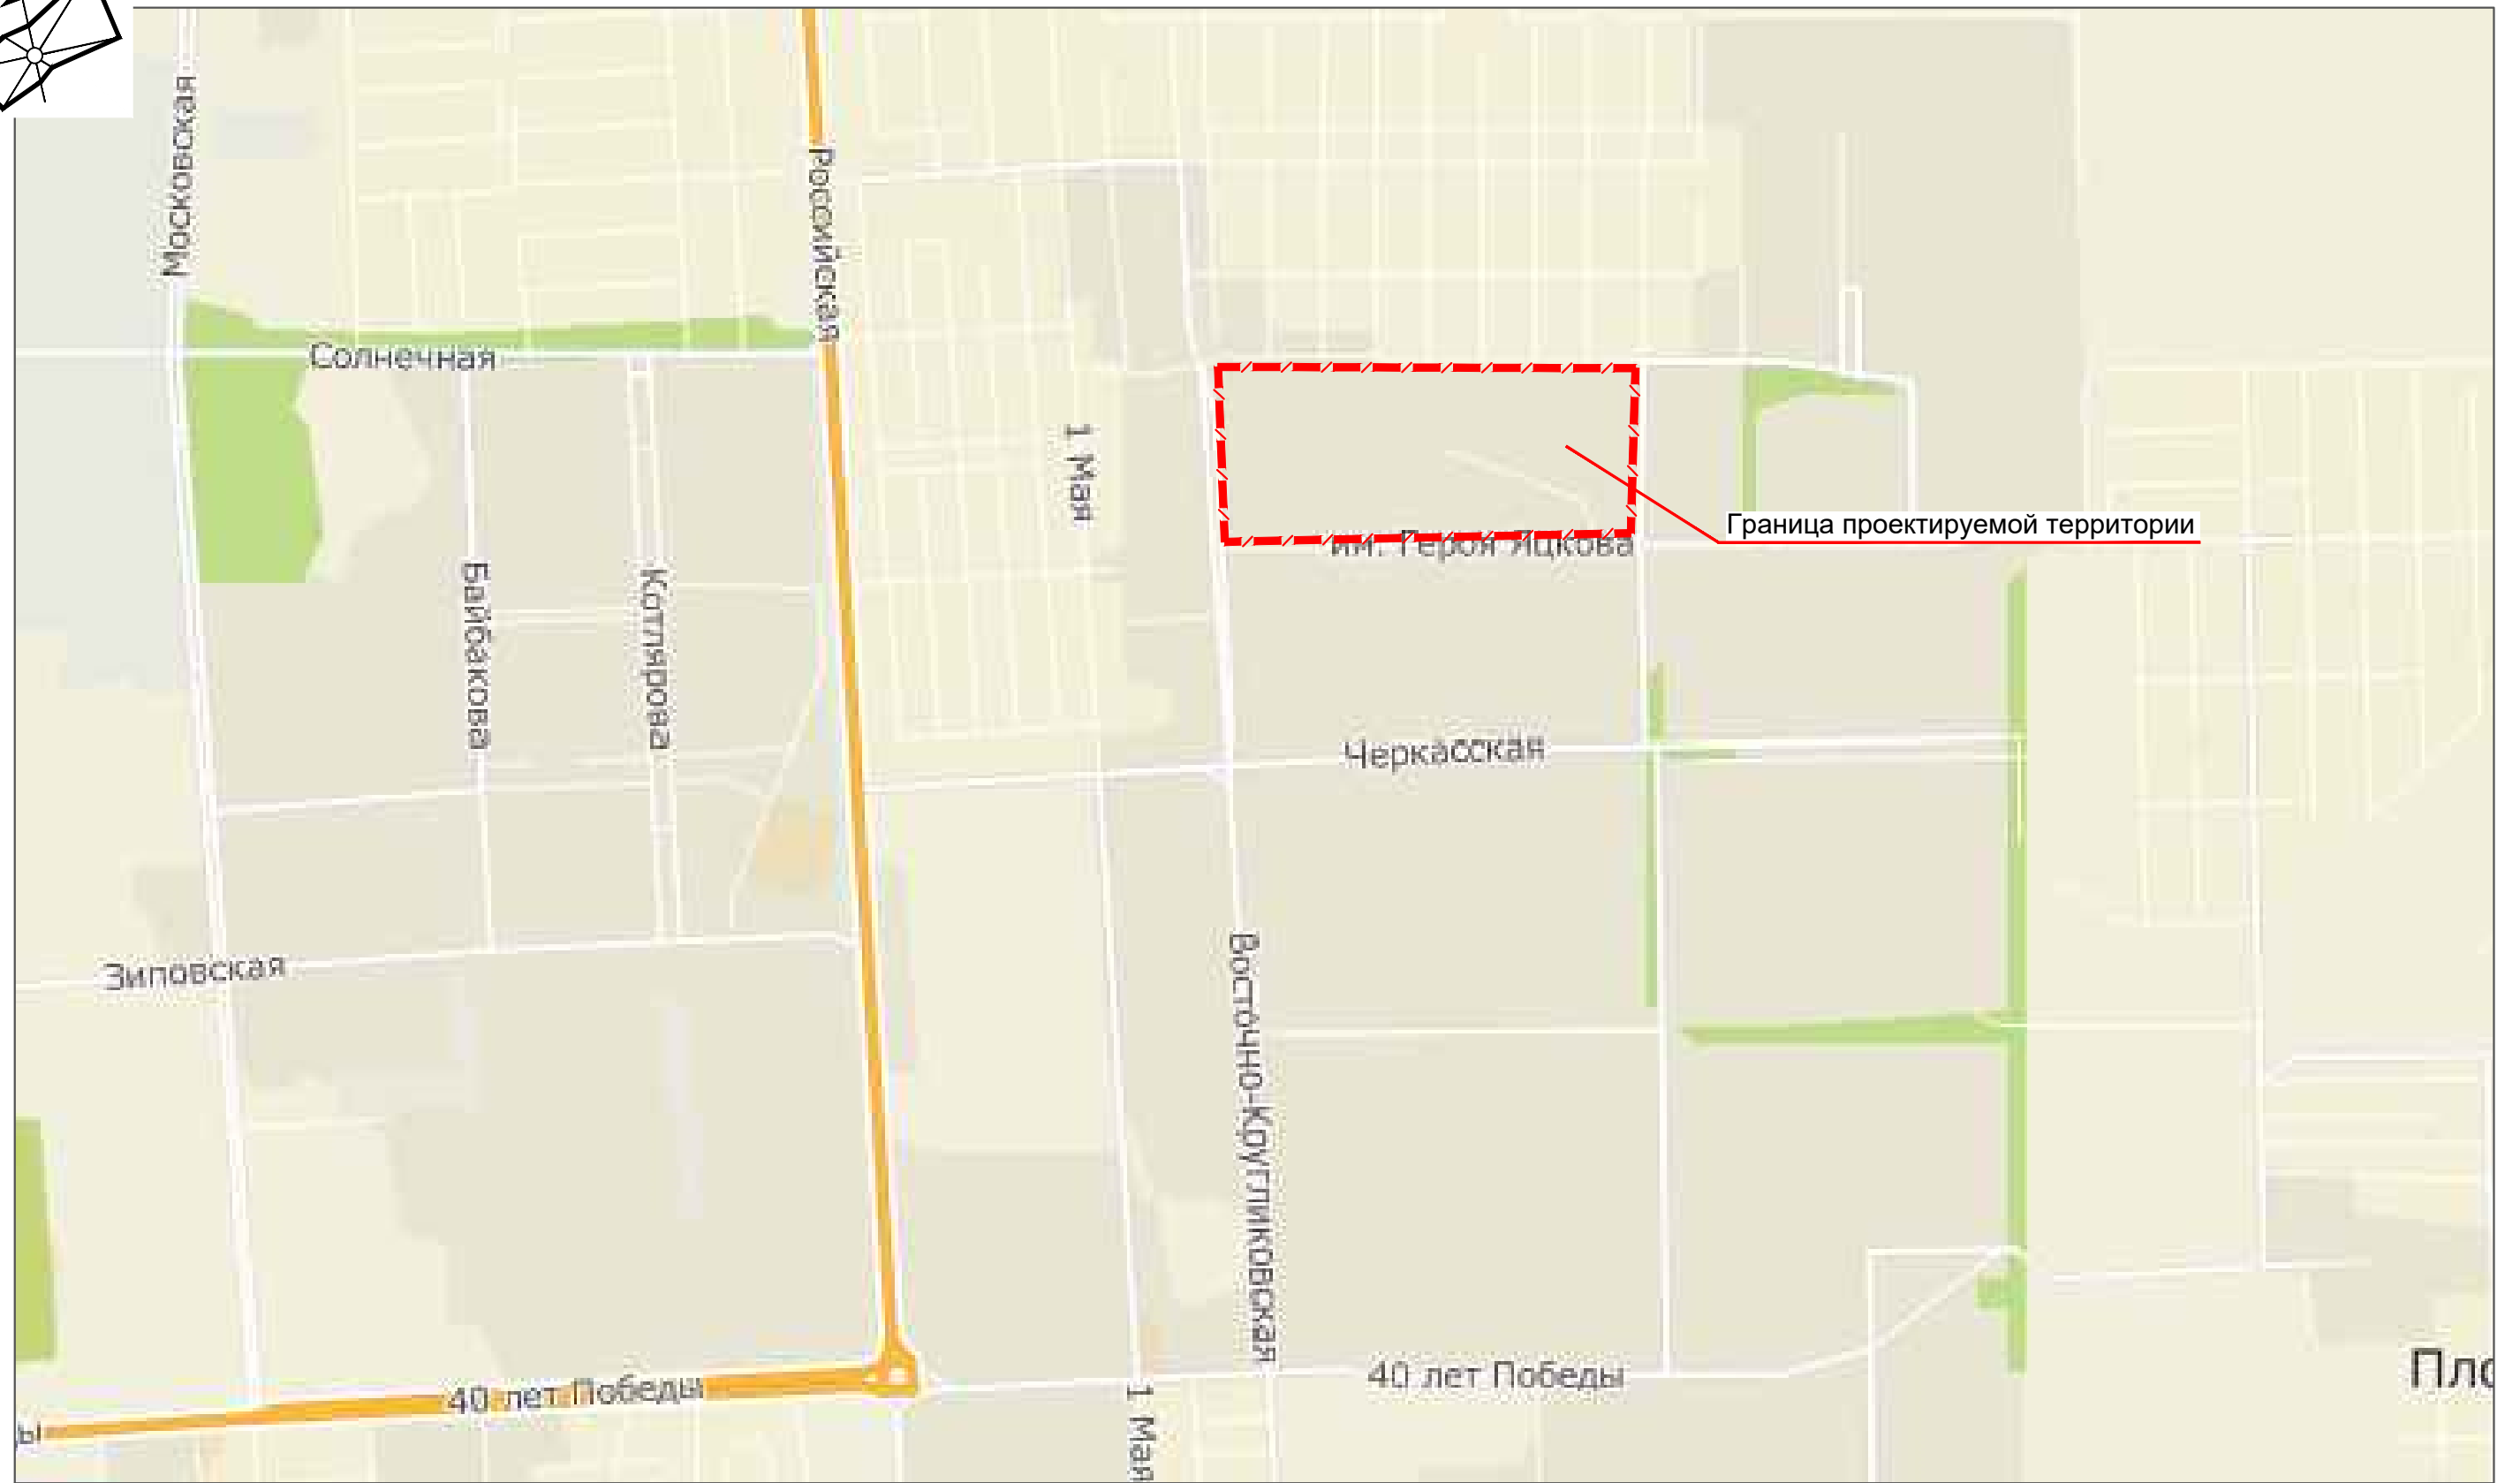 Московская
Российская
Солнечная
1 Мая
Граница проектируемой территории
им. Героя Яцкова
Байбакова
Котлярова
Черкасская
Зиповская
Восточно-Кругликовская
40 лет Победы
40 лет Победы
Пло
ы
1 Мая